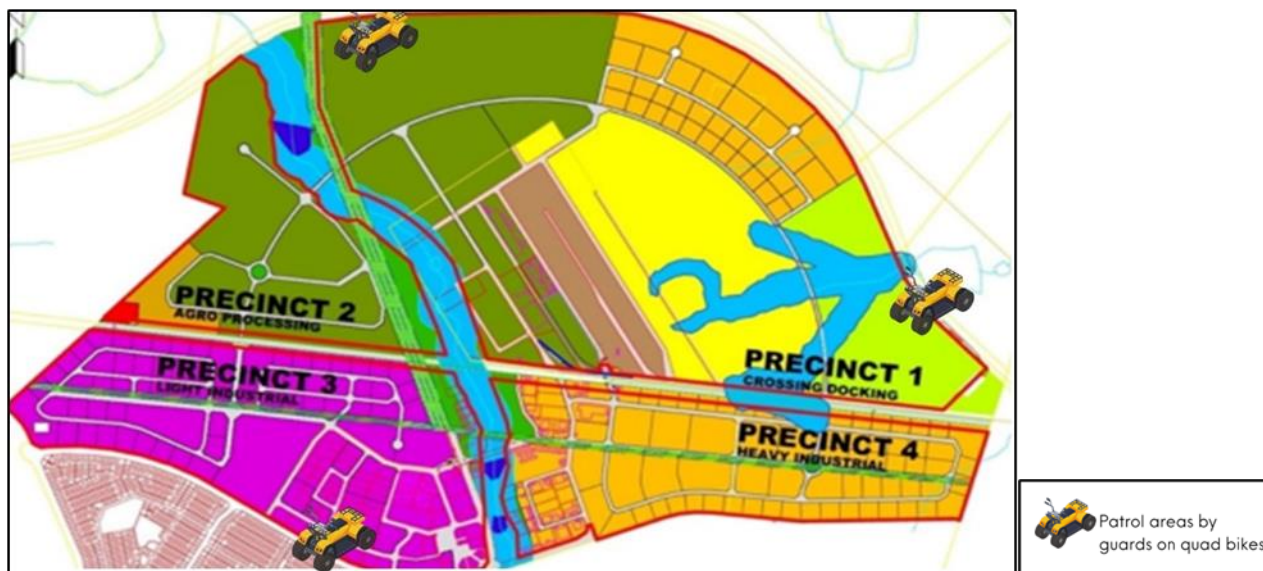 PRECINCT 2
AGRO PROCESSING
PRECINCT 3
LIGHT INDUSTRIAL
PRECINCT 1
CROSSING DOCKING
PRECINCT 4
HEAVY INDUSTRIAL
Patrol areas by
guards on quad bikes